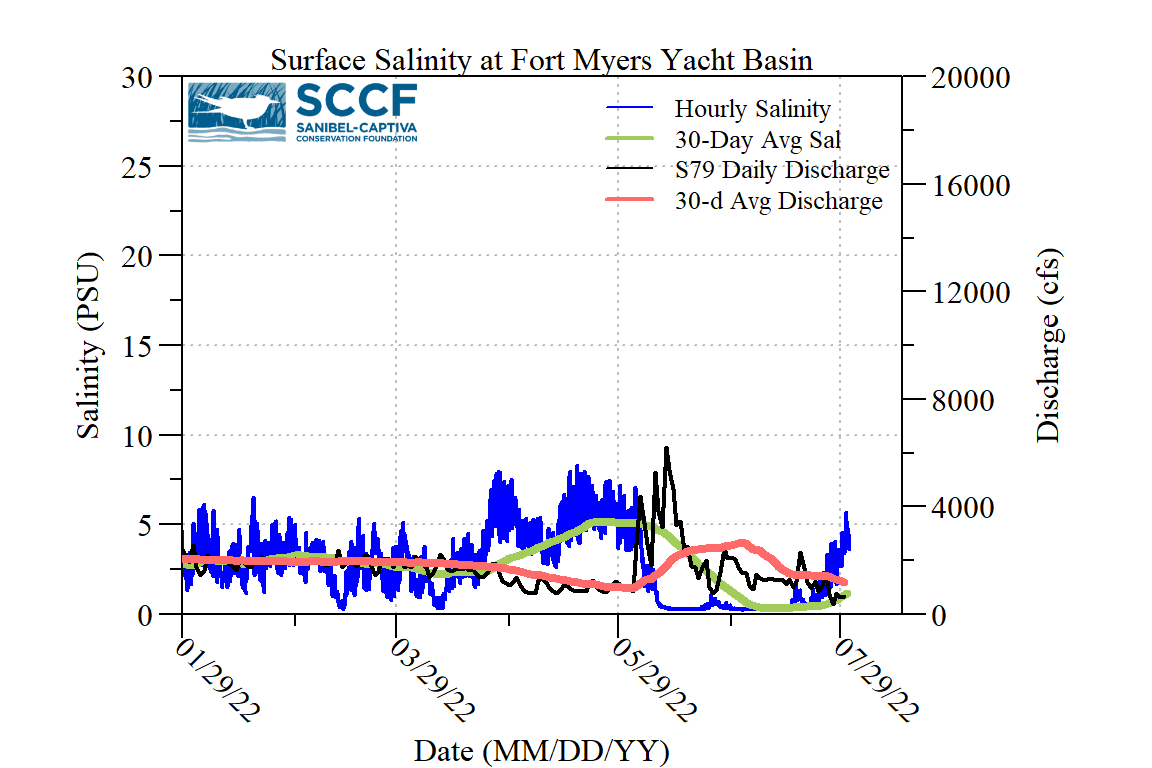 Surface Salinity at Fort Myers Yacht Basin
SCCF
SANIBEL-CAPTIVA
CONSERVATION FOUNDATION
Hourly Salinity
30-Day Avg Sal
S79 Daily Discharge
30-d Avg Discharge
30
25
20
15
10
5
0
Salinity (PSU)
20000
16000
12000
8000
4000
0
Discharge (cfs)
01/29/22
03/29/22
05/29/22
07/29/22
Date (MM/DD/YY)